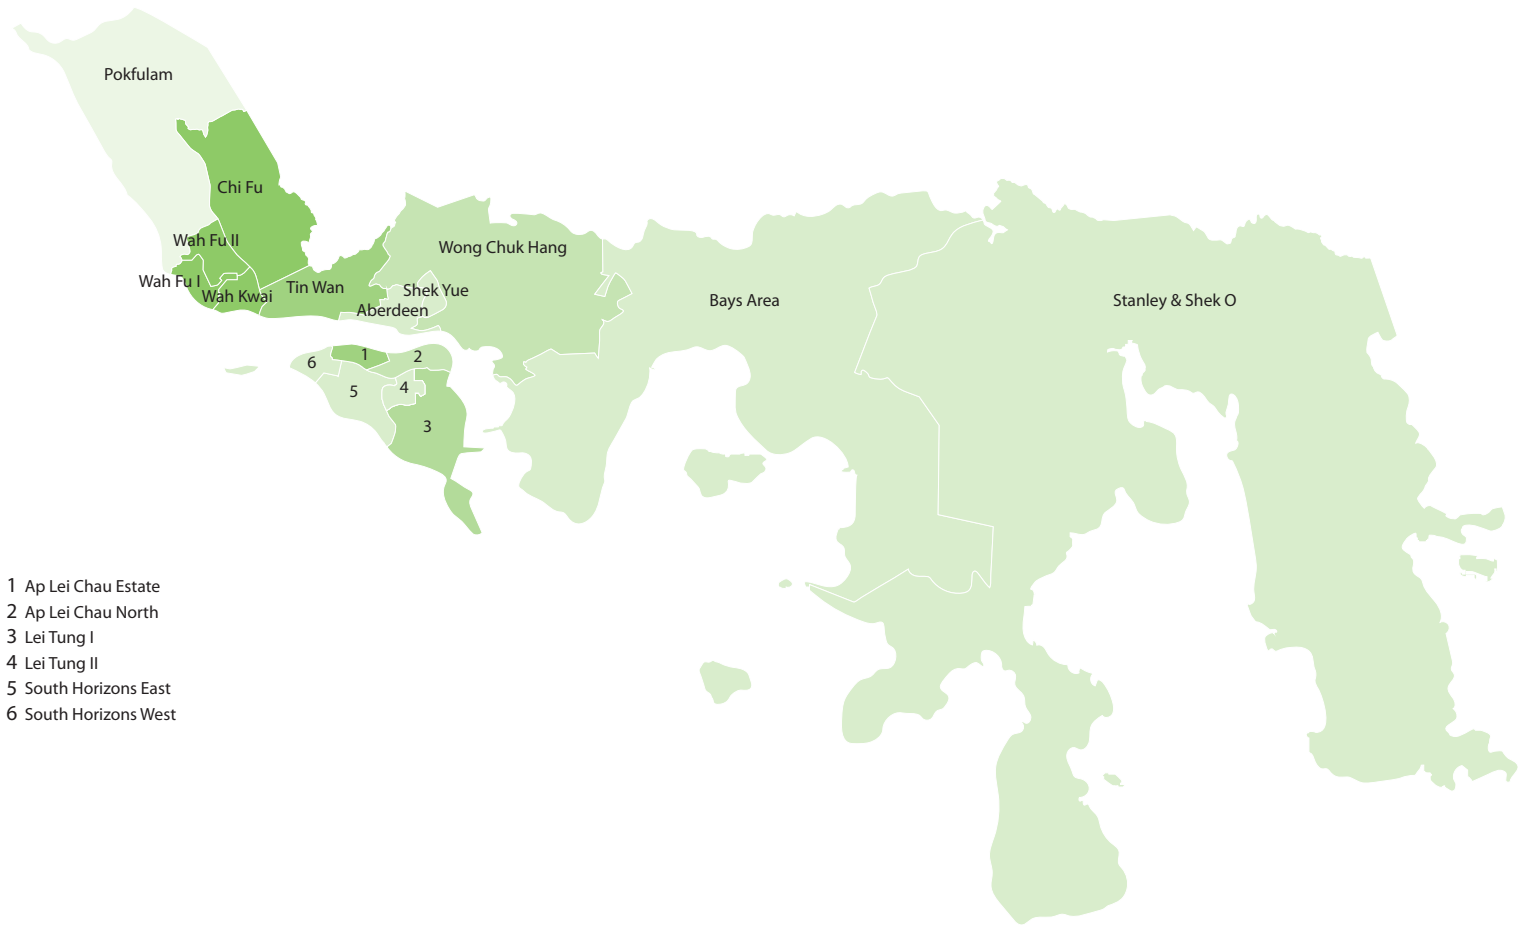 Pokfulam
Chi Fu
Wah Fu II
Wong Chuk Hang
Wah Fu I
Wah Kwai
Tin Wan
Shek Yue
Aberdeen
Bays Area
Stanley & Shek O
1
2
6
5
4
3
1 Ap Lei Chau Estate
2 Ap Lei Chau North
3 Lei Tung I
4 Lei Tung II
5 South Horizons East
6 South Horizons West